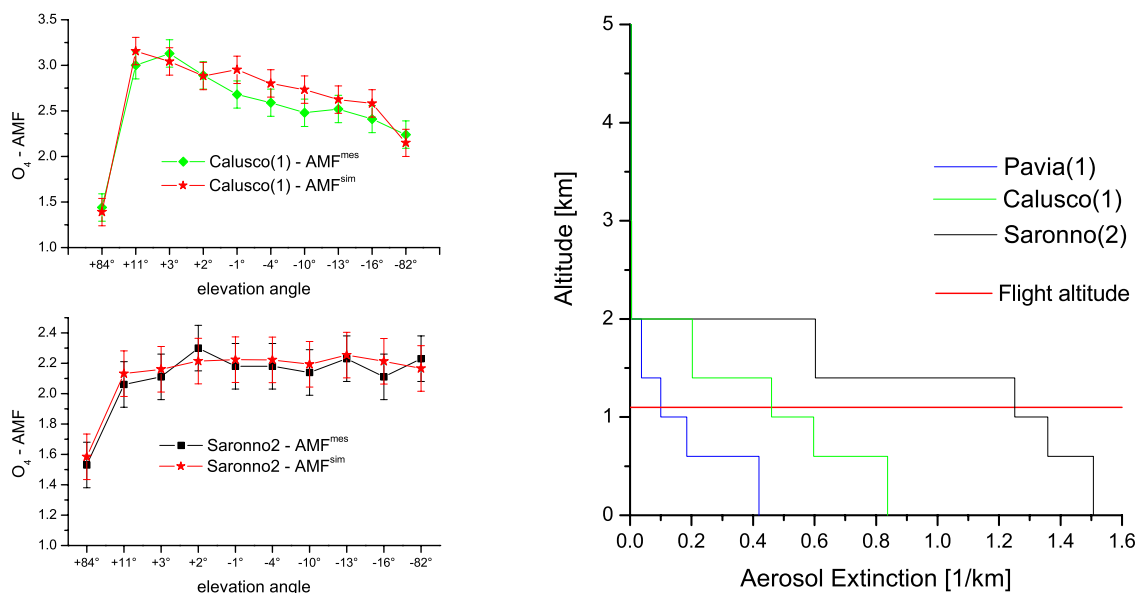 3.5
3.0
2.5
2.0
1.5
1.0
O4 - AMF
Calusco(1) - AMFmes
Calusco(1) - AMFsim
+84° +11° +3° +2° -1° -4° -10° -13° -16° -82°
elevation angle
2.4
2.2
2.0
1.8
1.6
1.4
1.2
1.0
O4 - AMF
Saronno2 - AMFmes
Saronno2 - AMFsim
+84° +11° +3° +2° -1° -4° -10° -13° -16° -82°
elevation angle
5
4
3
2
1
0
Altitude [km]
Pavia(1)
Calusco(1)
Saronno(2)
Flight altitude
0.0 0.2 0.4 0.6 0.8 1.0 1.2 1.4 1.6
Aerosol Extinction [1/km]